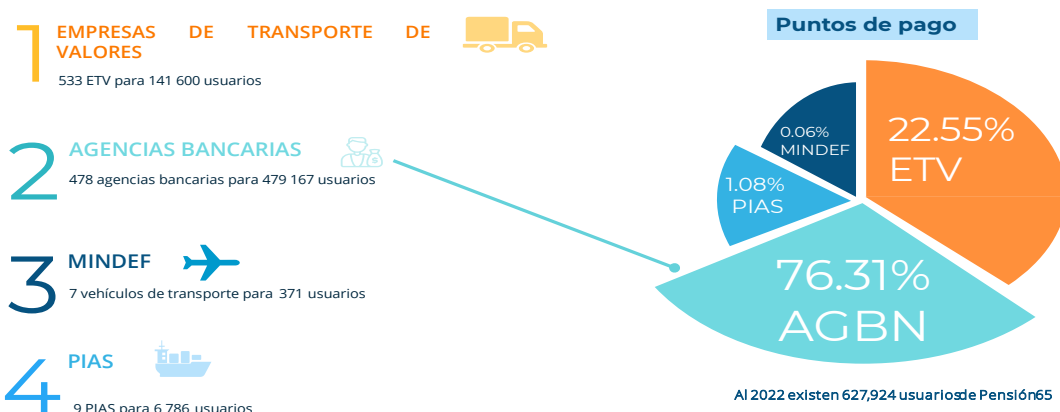 1
EMPRESAS DE TRANSPORTE DE
VALORES
533 ETV para 141 600 usuarios
2
AGENCIAS BANCARIAS
478 agencias bancarias para 479 167 usuarios
3
MINDEF
7 vehículos de transporte para 371 usuarios
4
PIAS
9 PIAS para 6 786 usuarios
Puntos de pago
0.06%
MINDEF
22.55%
ETV
1.08%
PIAS
76.31%
AGBN
Al 2022 existen 627,924 usuariosde Pensión65